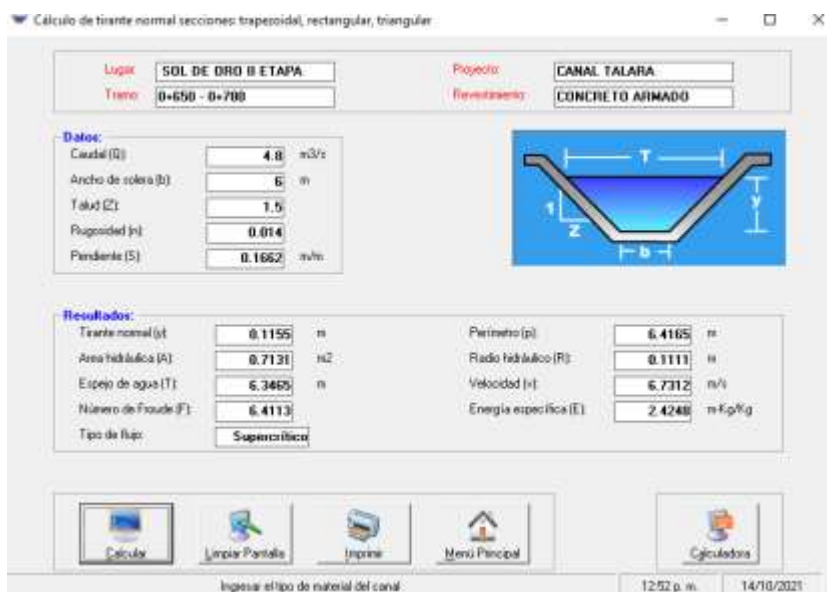 Cálculo de tirante normal secciones: trapezoidal, rectangular, triangular
Lugar: SOL DE ORO II ETAPA Proyecto: CANAL TALARA
Tramo: 0+650 - 0+700 Revestimiento: CONCRETO ARMADO
Datos:
Caudal (Q): 4.8 m3/s
Ancho de solera (b): 6 m
Talud (Z): 1.5
Rugosidad (n): 0.014
Pendiente (S): 0.1662 m/m
T
1
Z
y
b
Resultados:
Tirante normal (y): 0.1155 m Perímetro (p): 6.4165 m
Area hidráulica (A): 0.7131 m2 Radio hidráulico (R): 0.1111 m
Espejo de agua (T): 6.3465 m Velocidad (v): 6.7312 m/s
Número de Froude (F): 6.4113 Energía específica (E): 2.4248 m-Kg/Kg
Tipo de flujo: Supercrítico
Calcular Limpiar Pantalla Imprimir Menú Principal Calculadora
Ingresar el tipo de material del canal 12:52 p. m. 14/10/2021